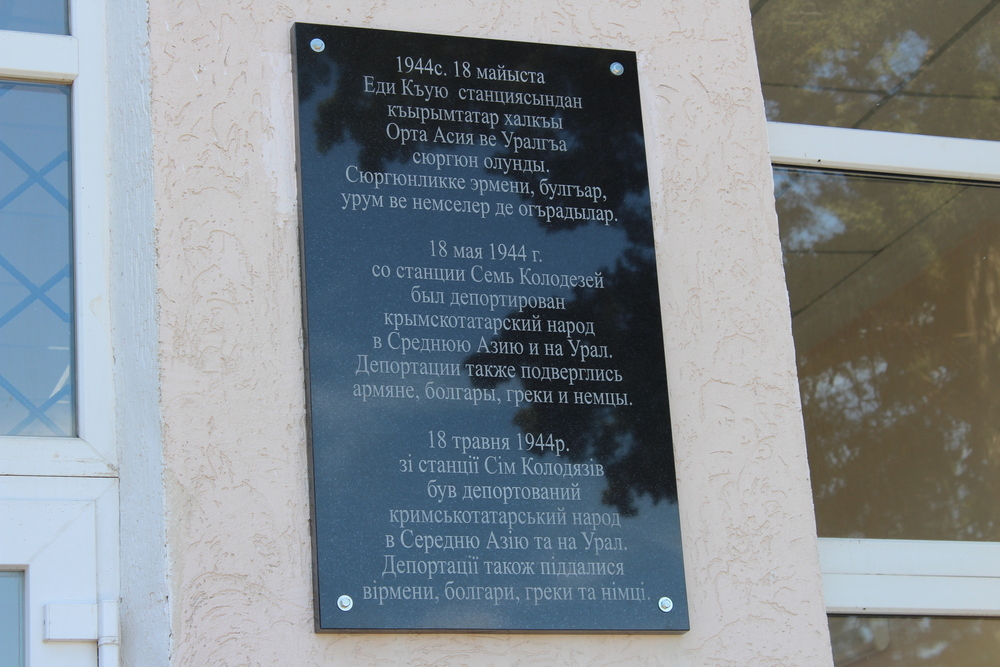 1944с. 18 майыста
Еди Къую станциясындан
къырымтатар халкъы
Орта Асия ве Уралгъа
сюргюн олунды.
Сюргюнликке эрмени, булгъар,
урум ве немселер де огърадылар.
18 мая 1944 г.
со станции Семь Колодезей
был депортирован
крымскотатарский народ
в Среднюю Азию и на Урал.
Депортации также подверглись
армяне, болгары, греки и немцы.
18 травня 1944р.
зі станції Сім Колодязів
був депортований
кримськотатарський народ
в Середню Азію та на Урал.
Депортації також піддалися
вірмени, болгари, греки та німці.